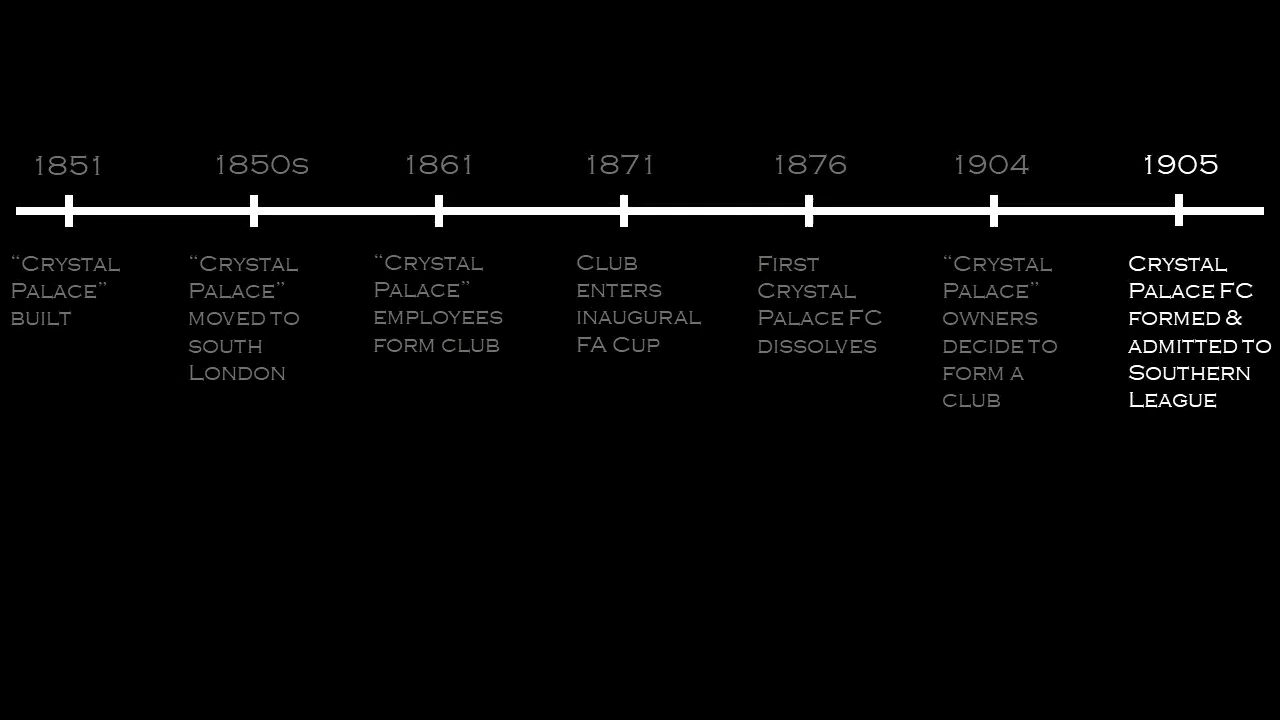 1851
1850s
1861
1871
1876
1904
1905
“Crystal
Palace”
built
“Crystal
Palace”
moved to
south
London
“Crystal
Palace”
employees
form club
Club
enters
inaugural
FA Cup
First
Crystal
Palace FC
dissolves
“Crystal
Palace”
owners
decide to
form a
club
Crystal
Palace FC
formed &
admitted to
Southern
League